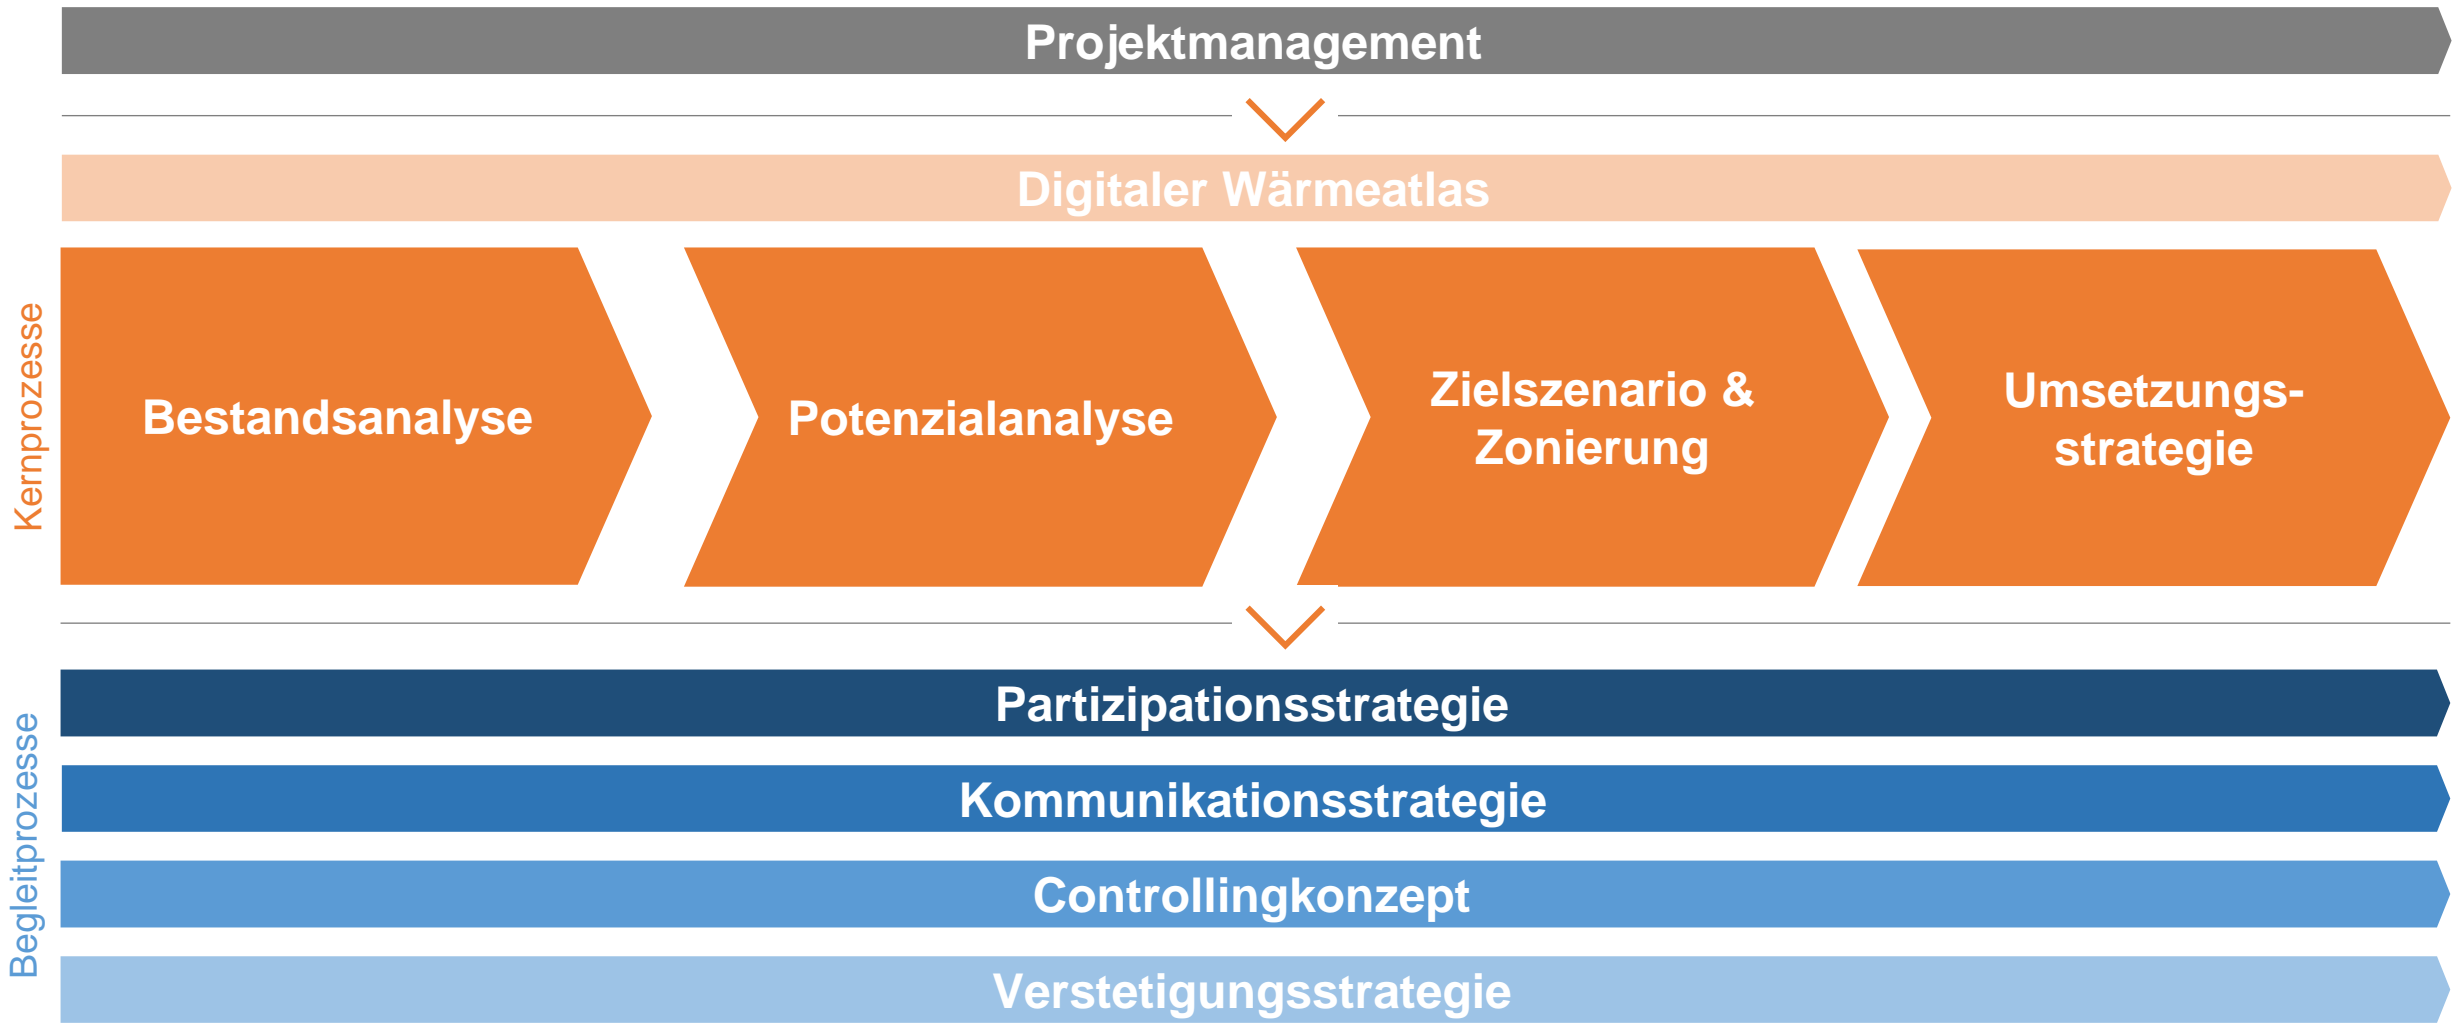 Projektmanagement
Digitaler Wärmeatlas
Kernprozesse
Bestandsanalyse
Potenzialanalyse
Zielszenario &
Zonierung
Umsetzungs-
strategie
Begleitprozesse
Partizipationsstrategie
Kommunikationsstrategie
Controllingkonzept
Verstetigungsstrategie